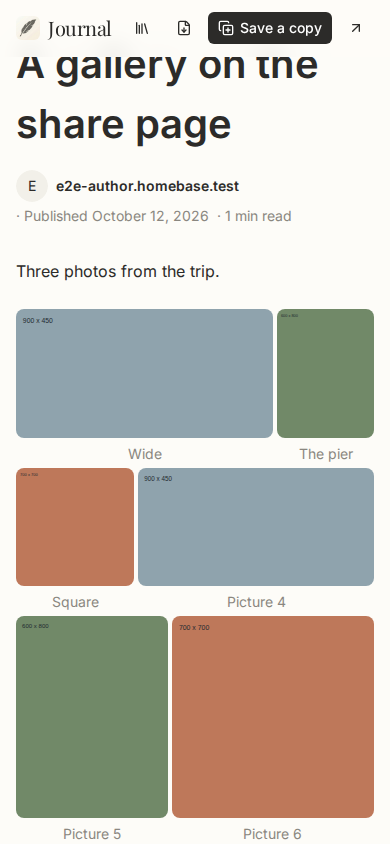 Journal
Save a copy
A gallery on the
share page
E
e2e-author.homebase.test
· Published October 12, 2026 · 1 min read
Three photos from the trip.
900 x 450
Wide
The pier
900 x 450
Square
Picture 4
600 x 800
700 x 700
Picture 5
Picture 6